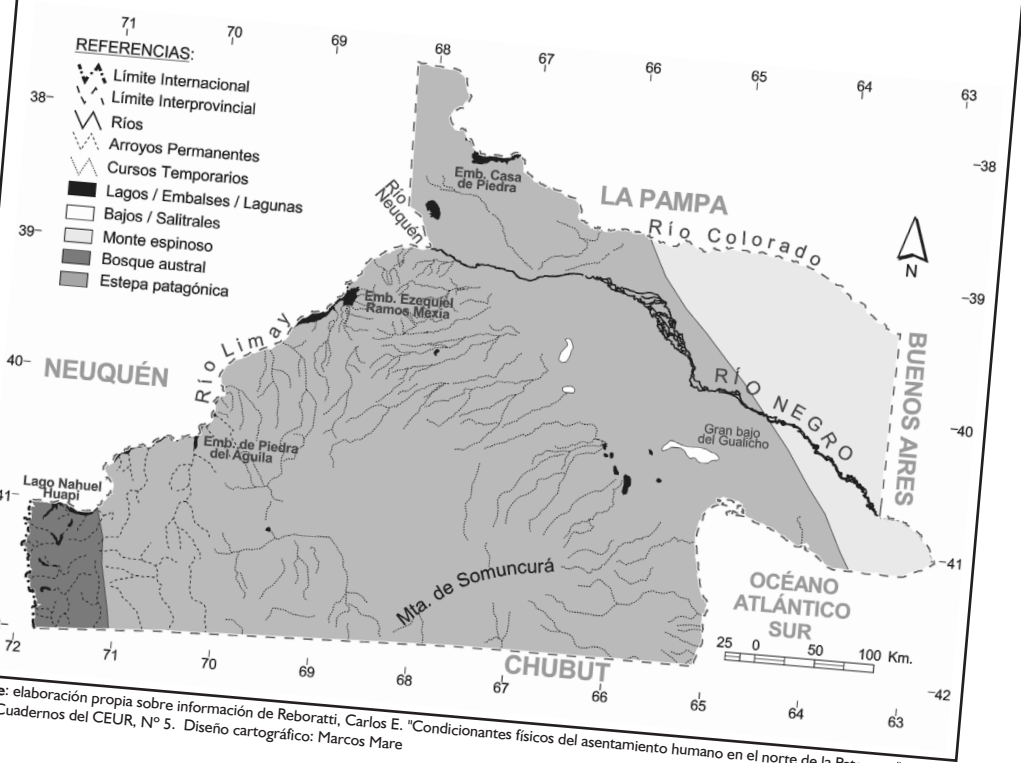 71
70
69
68
67
66
65
64
63
REFERENCIAS:
Límite Internacional
Límite Interprovincial
Ríos
Arroyos Permanentes
Cursos Temporarios
Lagos / Embalses / Lagunas
Bajos / Salitrales
Monte espinoso
Bosque austral
Estepa patagónica
38
39
40
41
38
39
40
41
42
Emb. Casa
de Piedra
Río
Neuquén
LA PAMPA
Río Colorado
N
Emb. Ezequiel
Ramos Mexia
Río Limay
NEUQUÉN
RÍO NEGRO
BUENOS AIRES
Gran bajo
del Gualicho
Emb. de Piedra
del Águila
Lago Nahuel
Huapi
Mta. de Somuncurá
OCÉANO
ATLÁNTICO
SUR
25 0 50 100 Km.
CHUBUT
72
71
70
69
68
67
66
65
64
63
: elaboración propia sobre información de Reboratti, Carlos E. "Condicionantes físicos del asentamiento humano en el norte de la
Cuadernos del CEUR, Nº 5. Diseño cartográfico: Marcos Mare